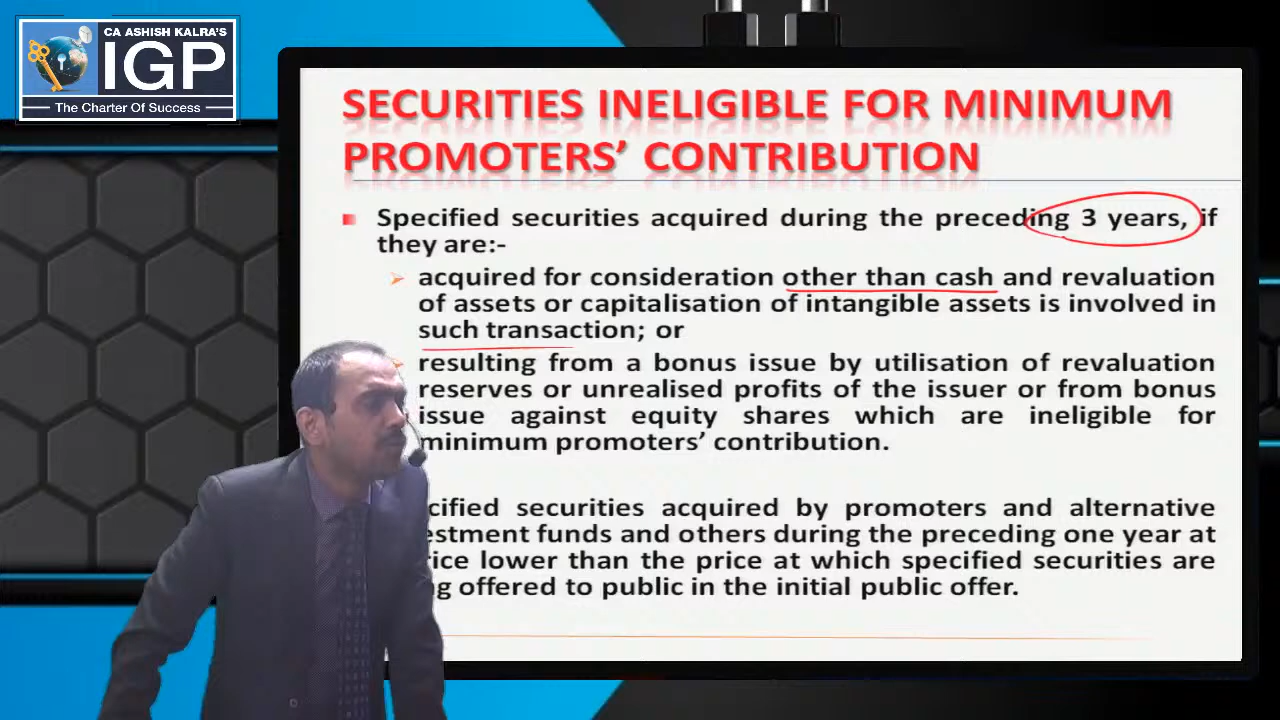 CA ASHISH KALRA'S
IGP
The Charter Of Success
SECURITIES INELIGIBLE FOR MINIMUM
PROMOTERS' CONTRIBUTION
Specified securities acquired during the preceding 3 years, if
they are:-
acquired for consideration other than cash and revaluation
of assets or capitalisation of intangible assets is involved in
such transaction; or
resulting from a bonus issue by utilisation of revaluation
reserves or unrealised profits of the issuer or from bonus
issue against equity shares which are ineligible for
minimum promoters' contribution.
securities acquired by promoters and alternative
funds and others during the preceding one year at
lower than the price at which specified securities are
offered to public in the initial public offer.